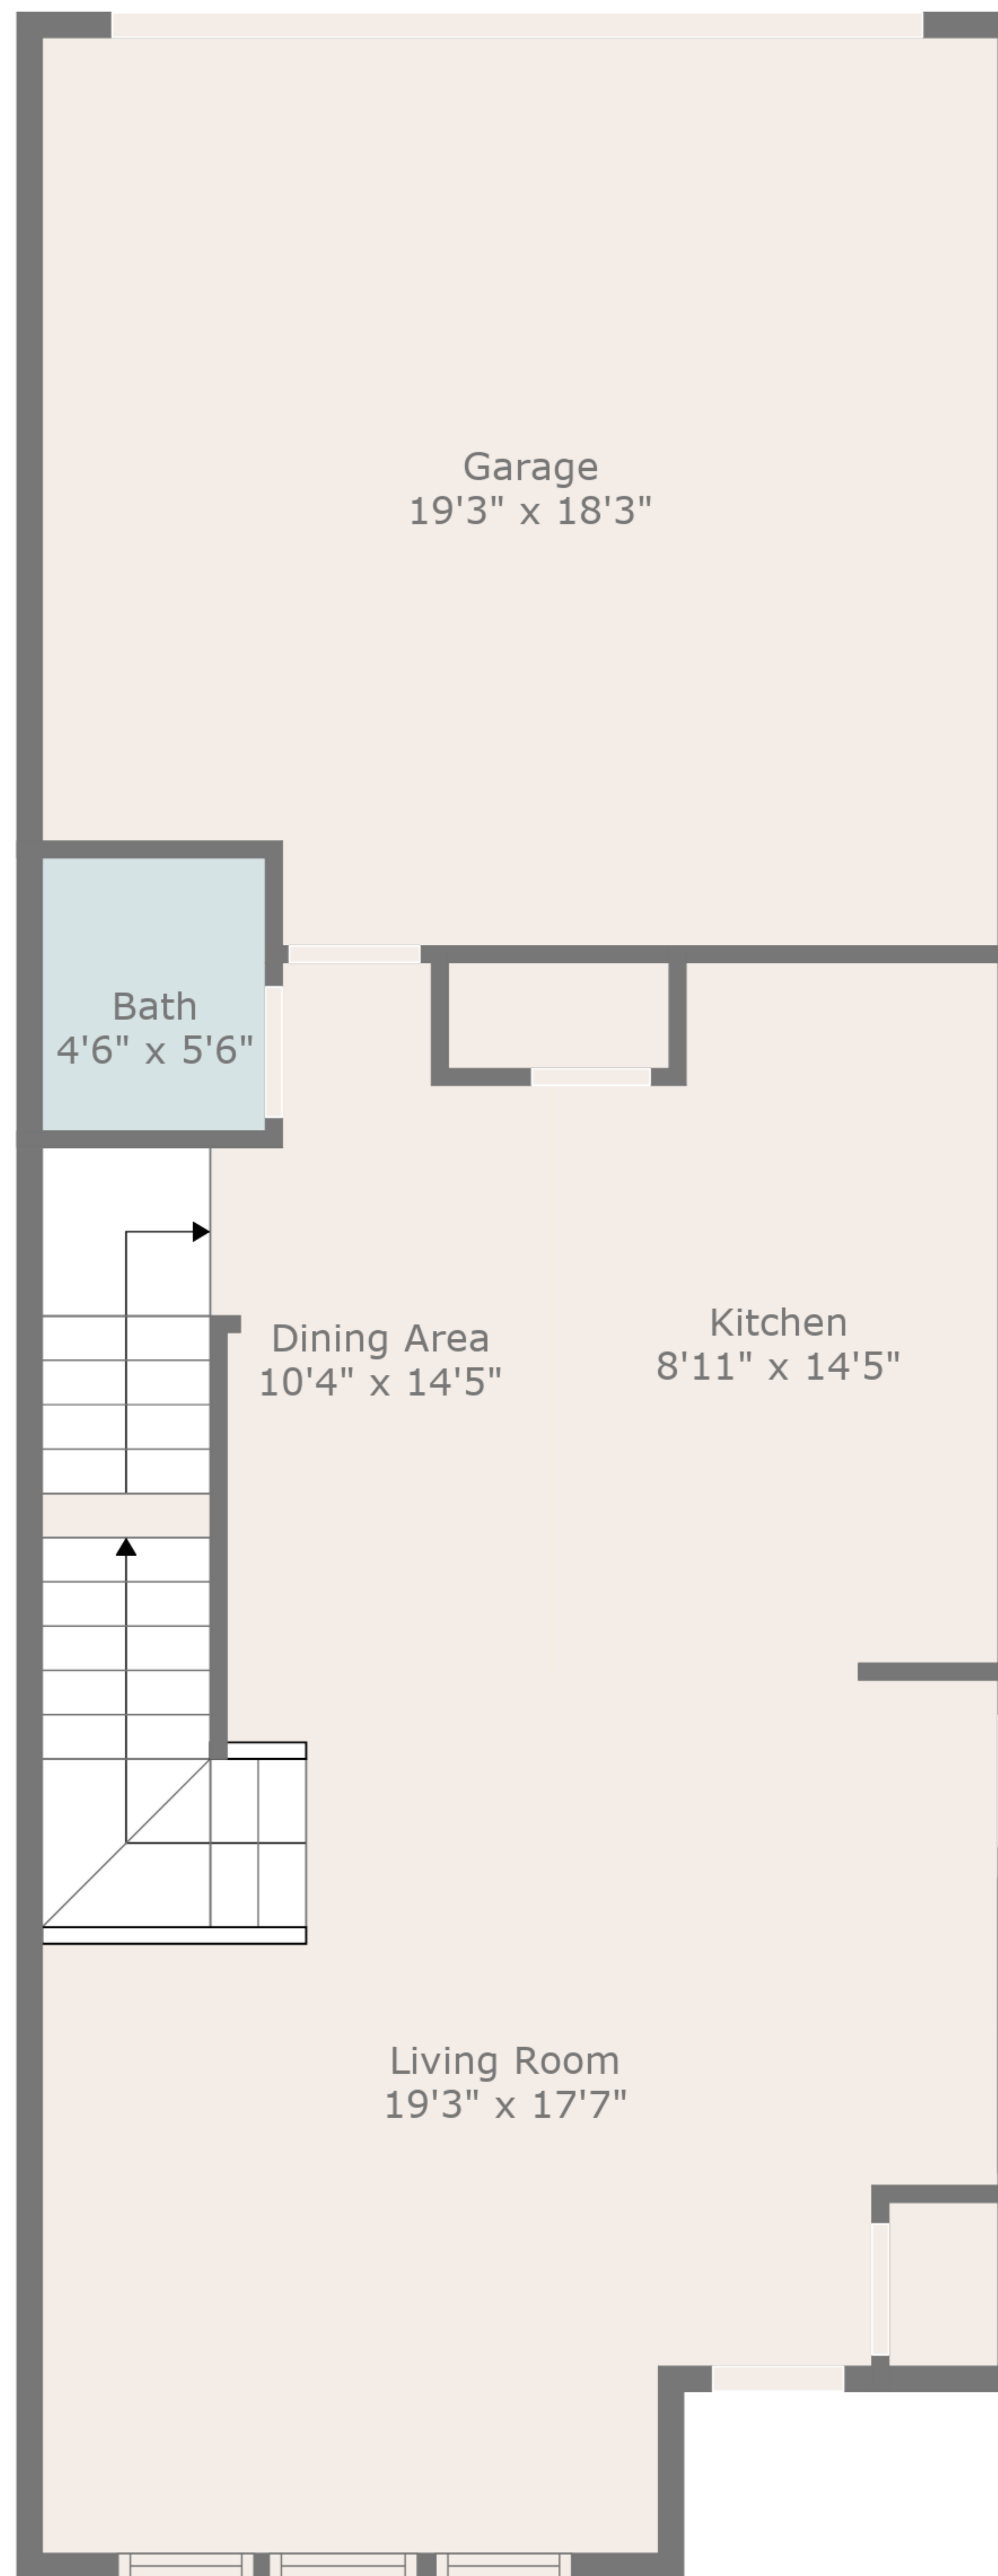 Garage
19'3" x 18'3"
Bath
4'6" x 5'6"
Dining Area
10'4" x 14'5"
Kitchen
8'11" x 14'5"
Living Room
19'3" x 17'7"